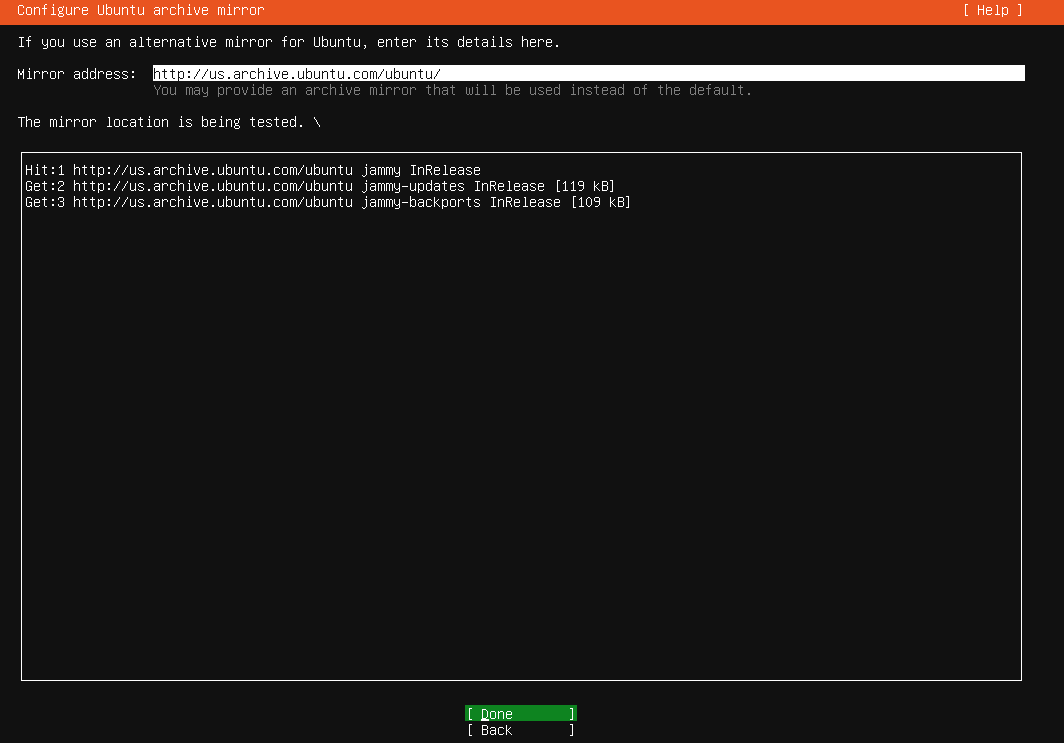 Configure Ubuntu archive mirror [ Help ]
If you use an alternative mirror for Ubuntu, enter its details here.
Mirror address: http://us.archive.ubuntu.com/ubuntu/
You may provide an archive mirror that will be used instead of the default.
The mirror location is being tested. \
Hit:1 http://us.archive.ubuntu.com/ubuntu jammy InRelease
Get:2 http://us.archive.ubuntu.com/ubuntu jammy-updates InRelease [119 kB]
Get:3 http://us.archive.ubuntu.com/ubuntu jammy-backports InRelease [109 kB]
[ Done ]
[ Back ]